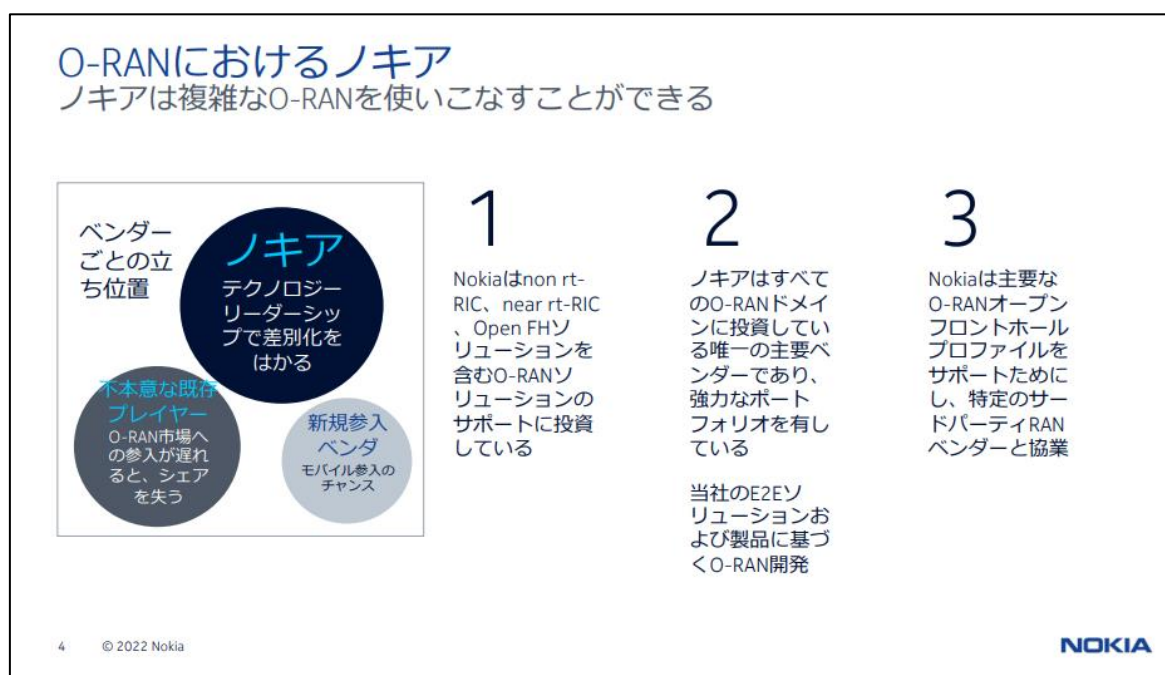 O-RANにおけるノキア
ノキアは複雑なO-RANを使いこなすことができる
ベンダー
ごとの立
ち位置
ノキア
テクノロジー
リーダーシッ
プで差別化を
はかる
不本意な既存
プレイヤー
O-RAN市場へ
の参入が遅れ
ると、シェア
を失う
新規参入
ベンダ
モバイル参入の
チャンス
1
Nokiaはnon rt-
RIC、near rt-RIC
、Open FHソ
リューションを
含むO-RANソ
リューションの
サポートに投資
している
2
ノキアはすべて
のO-RANドメイ
ンに投資してい
る唯一の主要ベ
ンダーであり、
強力なポート
フォリオを有し
ている
当社のE2Eソ
リューションお
よび製品に基づ
くO-RAN開発
3
Nokiaは主要な
O-RANオープン
フロントホール
プロファイルを
サポートために
し、特定のサー
ドパーティRAN
ベンダーと協業
4 © 2022 Nokia
NOKIA